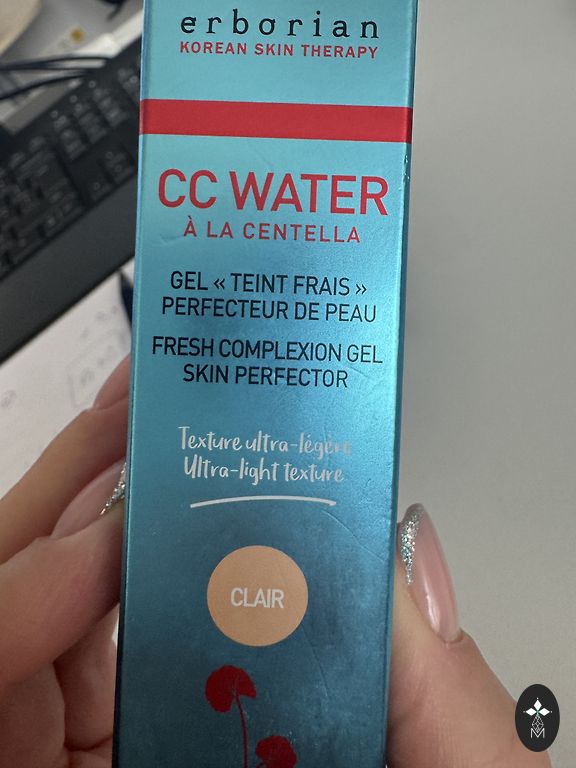 erborian
KOREAN SKIN THERAPY
CC WATER
À LA CENTELLA
GEL « TEINT FRAIS »
PERFECTEUR DE PEAU
FRESH COMPLEXION GEL
SKIN PERFECTOR
Texture ultra-légère
Ultra-light texture
CLAIR